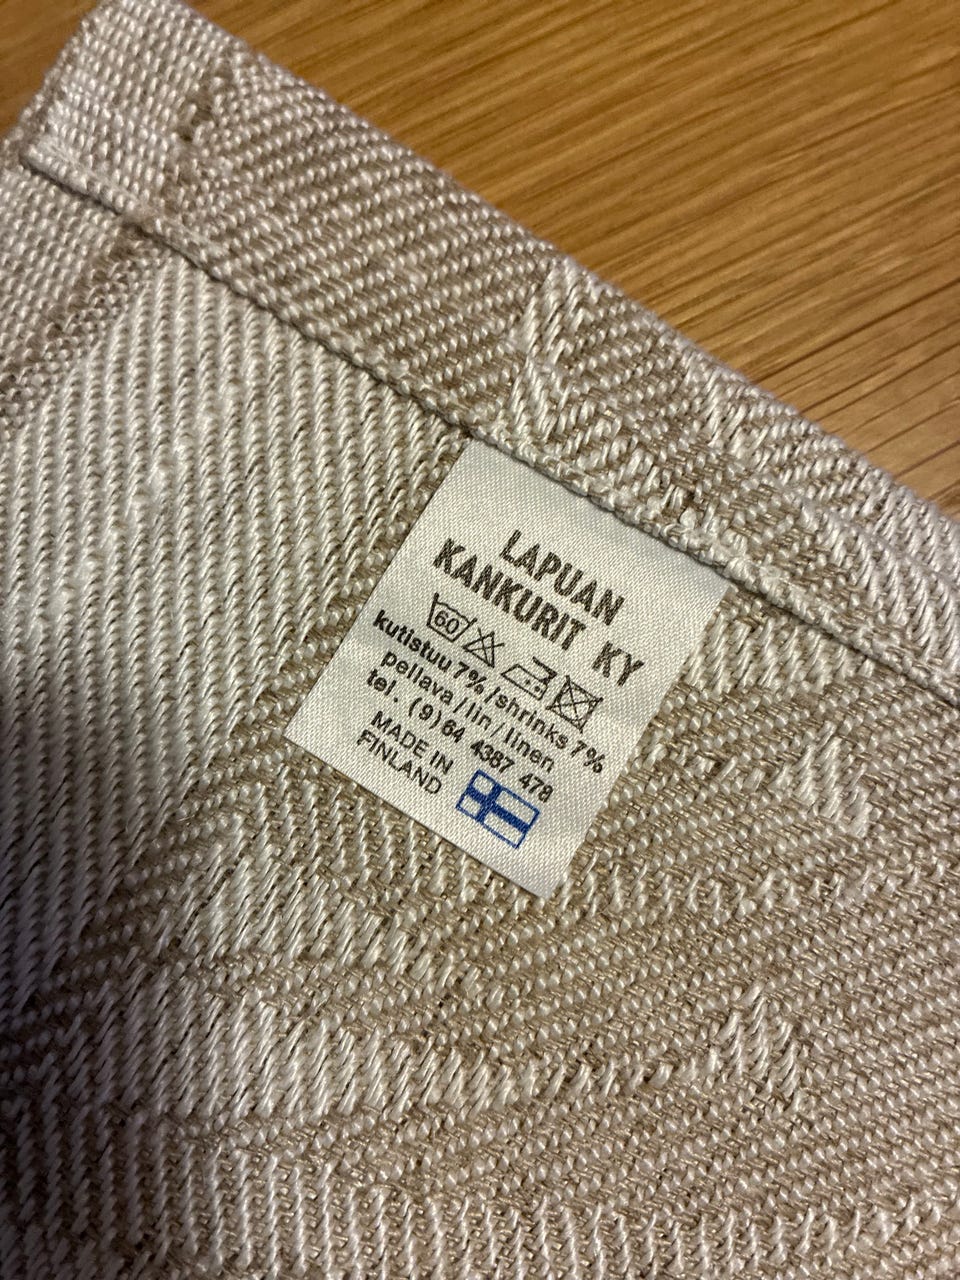 LAPUAN
KANKURIT KY
60
kutistuu 7% /shrinks 7%
pellava / lin / linen
tel. (9)64 4387 478
MADE IN
FINLAND